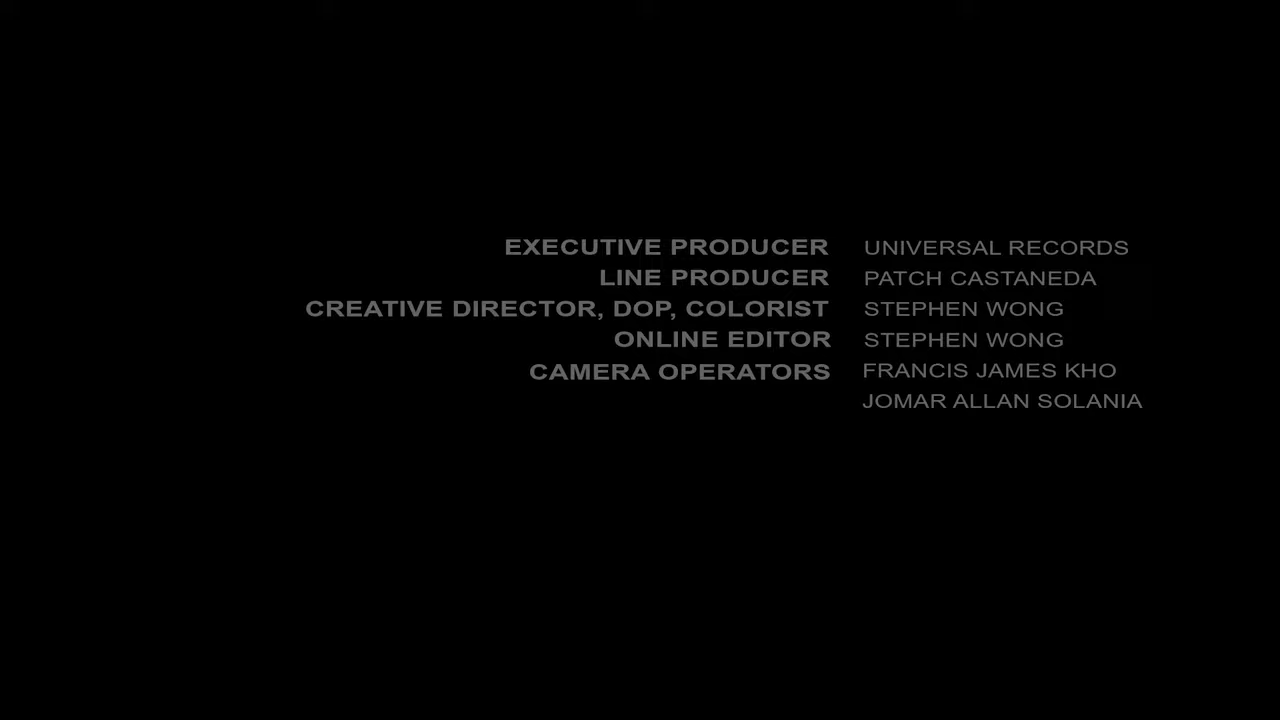 EXECUTIVE PRODUCER UNIVERSAL RECORDS
LINE PRODUCER PATCH CASTANEDA
CREATIVE DIRECTOR, DOP, COLORIST STEPHEN WONG
ONLINE EDITOR STEPHEN WONG
CAMERA OPERATORS FRANCIS JAMES KHO
JOMAR ALLAN SOLANIA